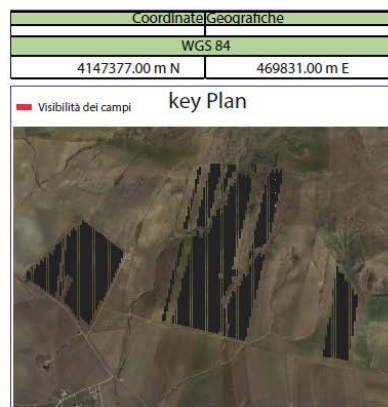 Coordinate Geografiche
WGS 84
4147377.00 m N 469831.00 m E
Visibilità dei campi
key Plan